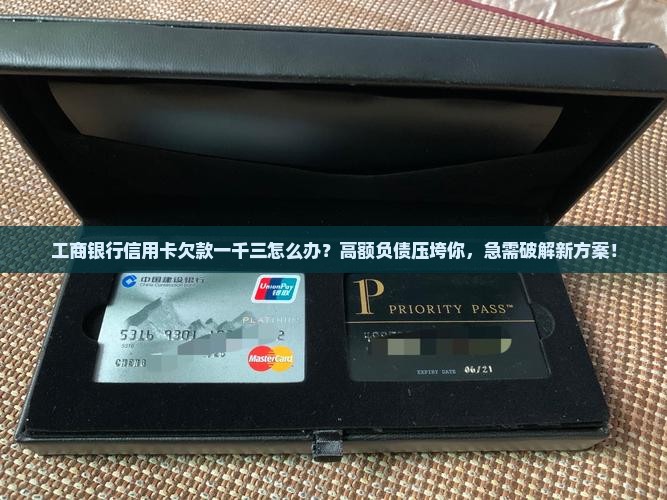 工商银行信用卡欠款一千三怎么办？高额负债压垮你，急需破解新方案！
中国建设银行
China Construction Bank
UnionPay
银联
PLATINUM
5316 9301
5316
MasterCard
P PRIORITY PASS™
EXPIRY DATE 06/21